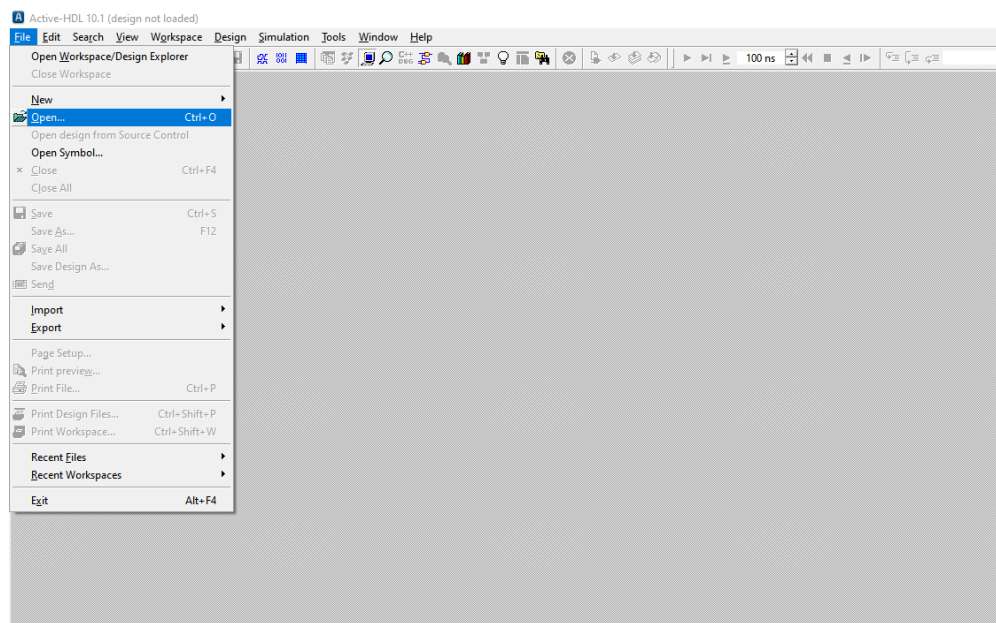 Active-HDL 10.1 (design not loaded)
File Edit Search View Workspace Design Simulation Tools Window Help
100 ns
Open Workspace/Design Explorer
Close Workspace
New
Open... Ctrl+O
Open design from Source Control
Open Symbol...
Close Ctrl+F4
Close All
Save Ctrl+S
Save As... F12
Save All
Save Design As...
Send
Import
Export
Page Setup...
Print preview...
Print File... Ctrl+P
Print Design Files... Ctrl+Shift+P
Print Workspace... Ctrl+Shift+W
Recent Files
Recent Workspaces
Exit Alt+F4